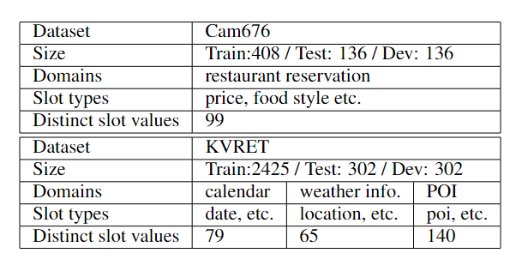 Dataset Cam676
Size Train:408 / Test: 136 / Dev: 136
Domains restaurant reservation
Slot types price, food style etc.
Distinct slot values 99
Dataset KVRET
Size Train:2425 / Test: 302 / Dev: 302
Domains calendar weather info. POI
Slot types date, etc. location, etc. poi, etc.
Distinct slot values 79 65 140